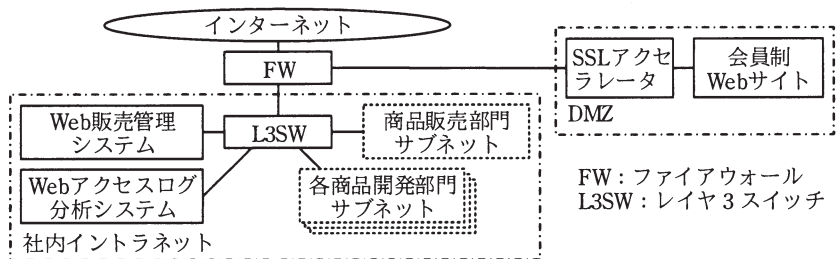 インターネット
FW
SSLアクセ
ラレータ
会員制
Webサイト
DMZ
Web販売管理
システム
L3SW
商品販売部門
サブネット
Webアクセスログ
分析システム
各商品開発部門
サブネット
社内イントラネット
FW：ファイアウォール
L3SW：レイヤ3スイッチ